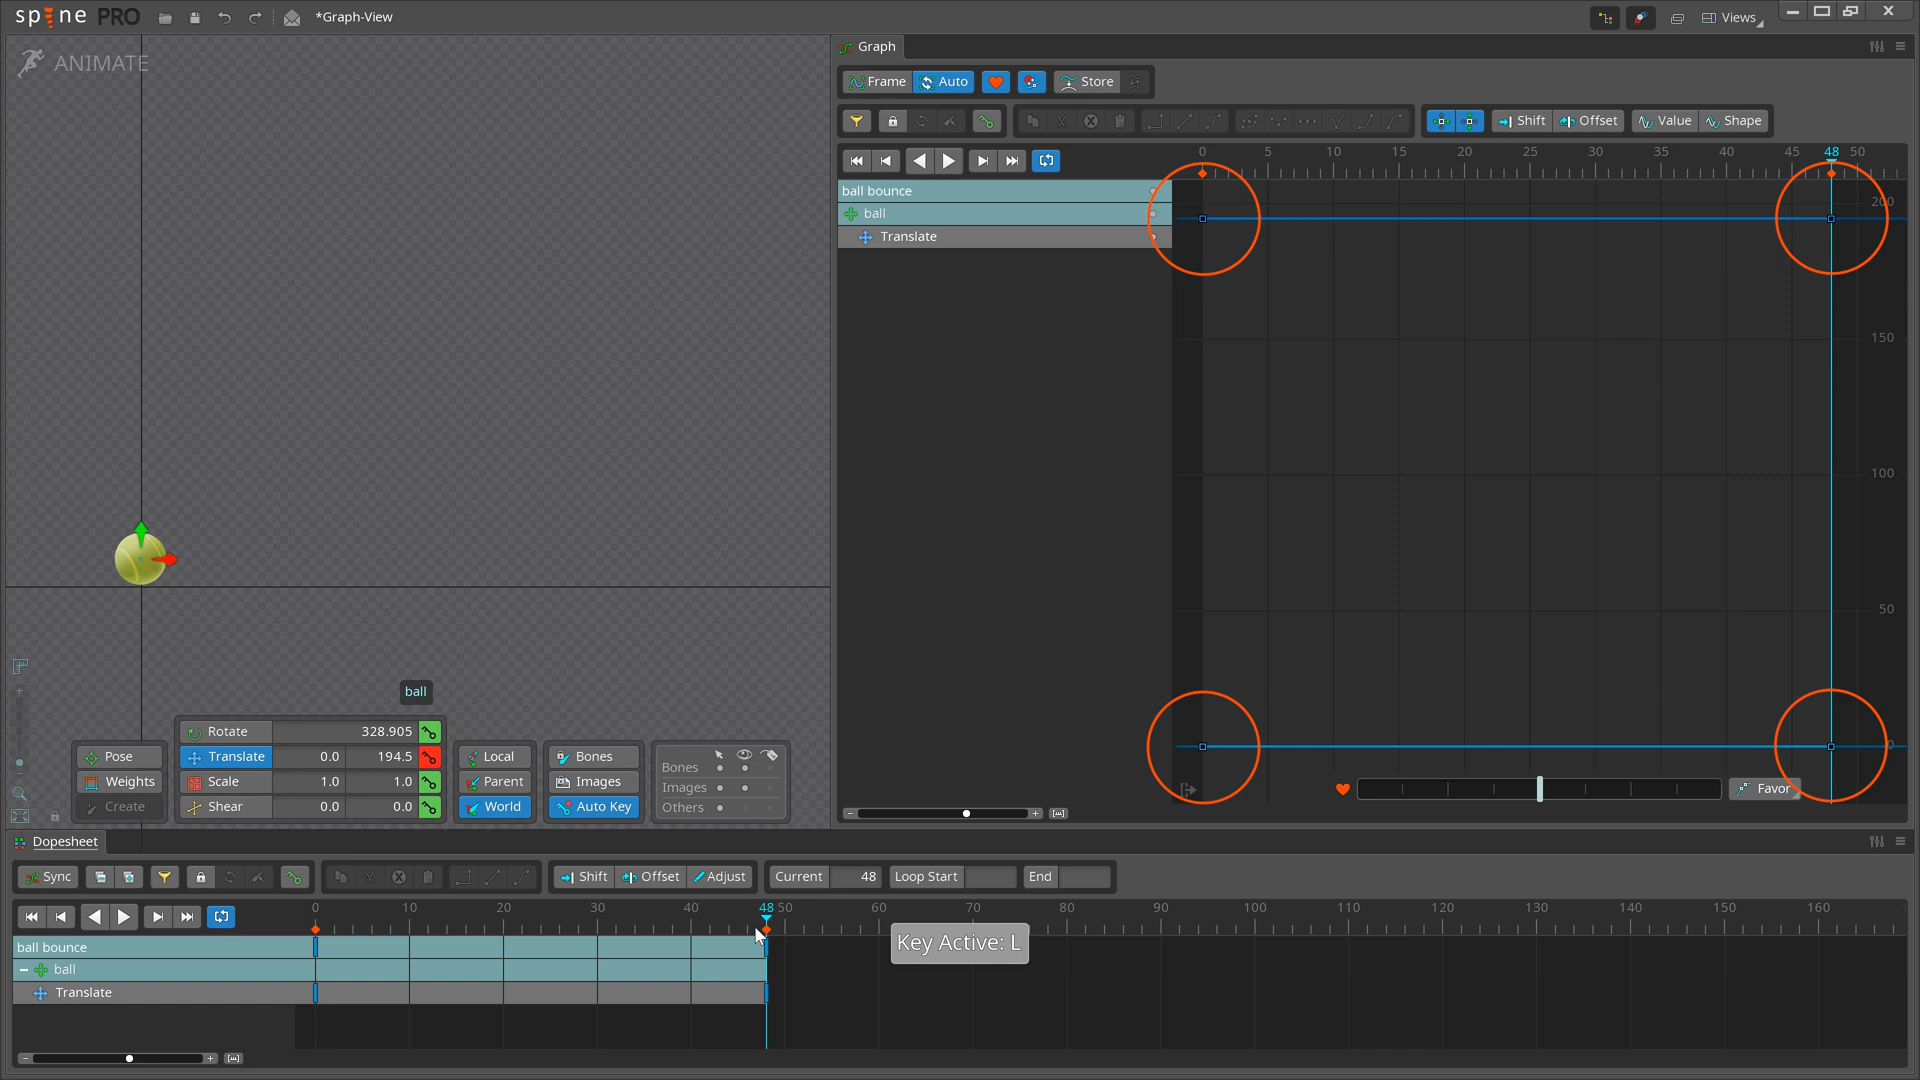 spine PRO
*Graph-View
Views
ANIMATE
Graph
Frame Auto Store
Shift Offset Value Shape
0 5 10 15 20 25 30 35 40 45 48 50
ball bounce
ball
Translate
200
150
100
50
0
Favor
ball
Rotate 328.905
Pose Translate 0.0 194.5 Local Bones
Weights Scale 1.0 1.0 Parent Images
Create Shear 0.0 0.0 World Auto Key
Bones
Images
Others
Dopesheet
Sync Shift Offset Adjust Current 48 Loop Start End
0 10 20 30 40 48 50 60 70 80 90 100 110 120 130 140 150 160
ball bounce
ball
Translate
Key Active: L